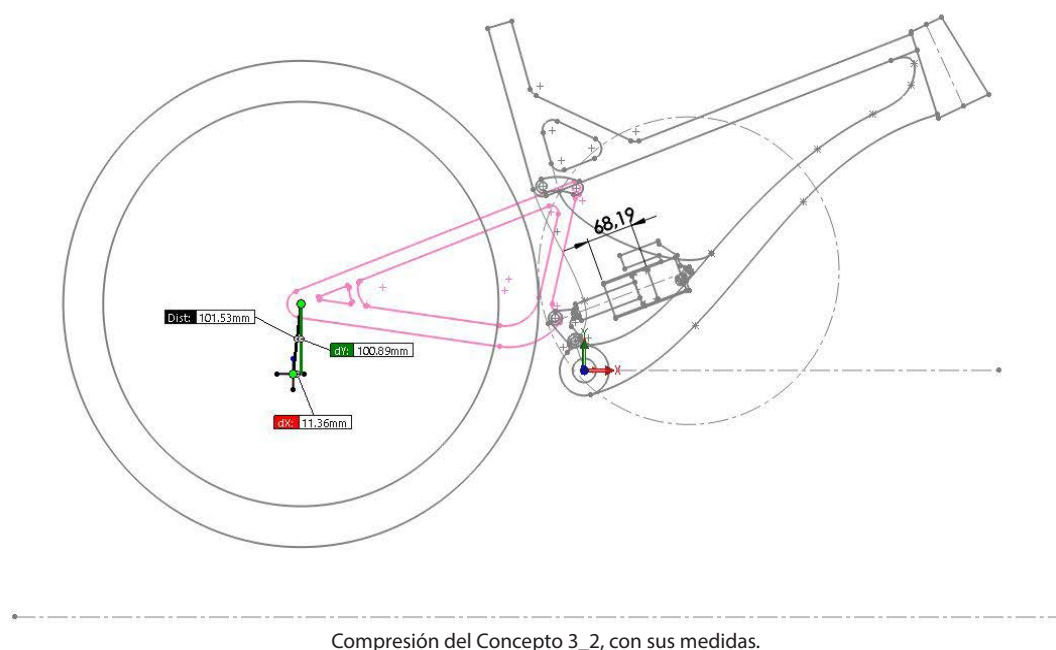 68,19
Dist: 101.53mm
dY: 100.89mm
dX: 11.36mm
Y
X
Compresión del Concepto 3_2, con sus medidas.